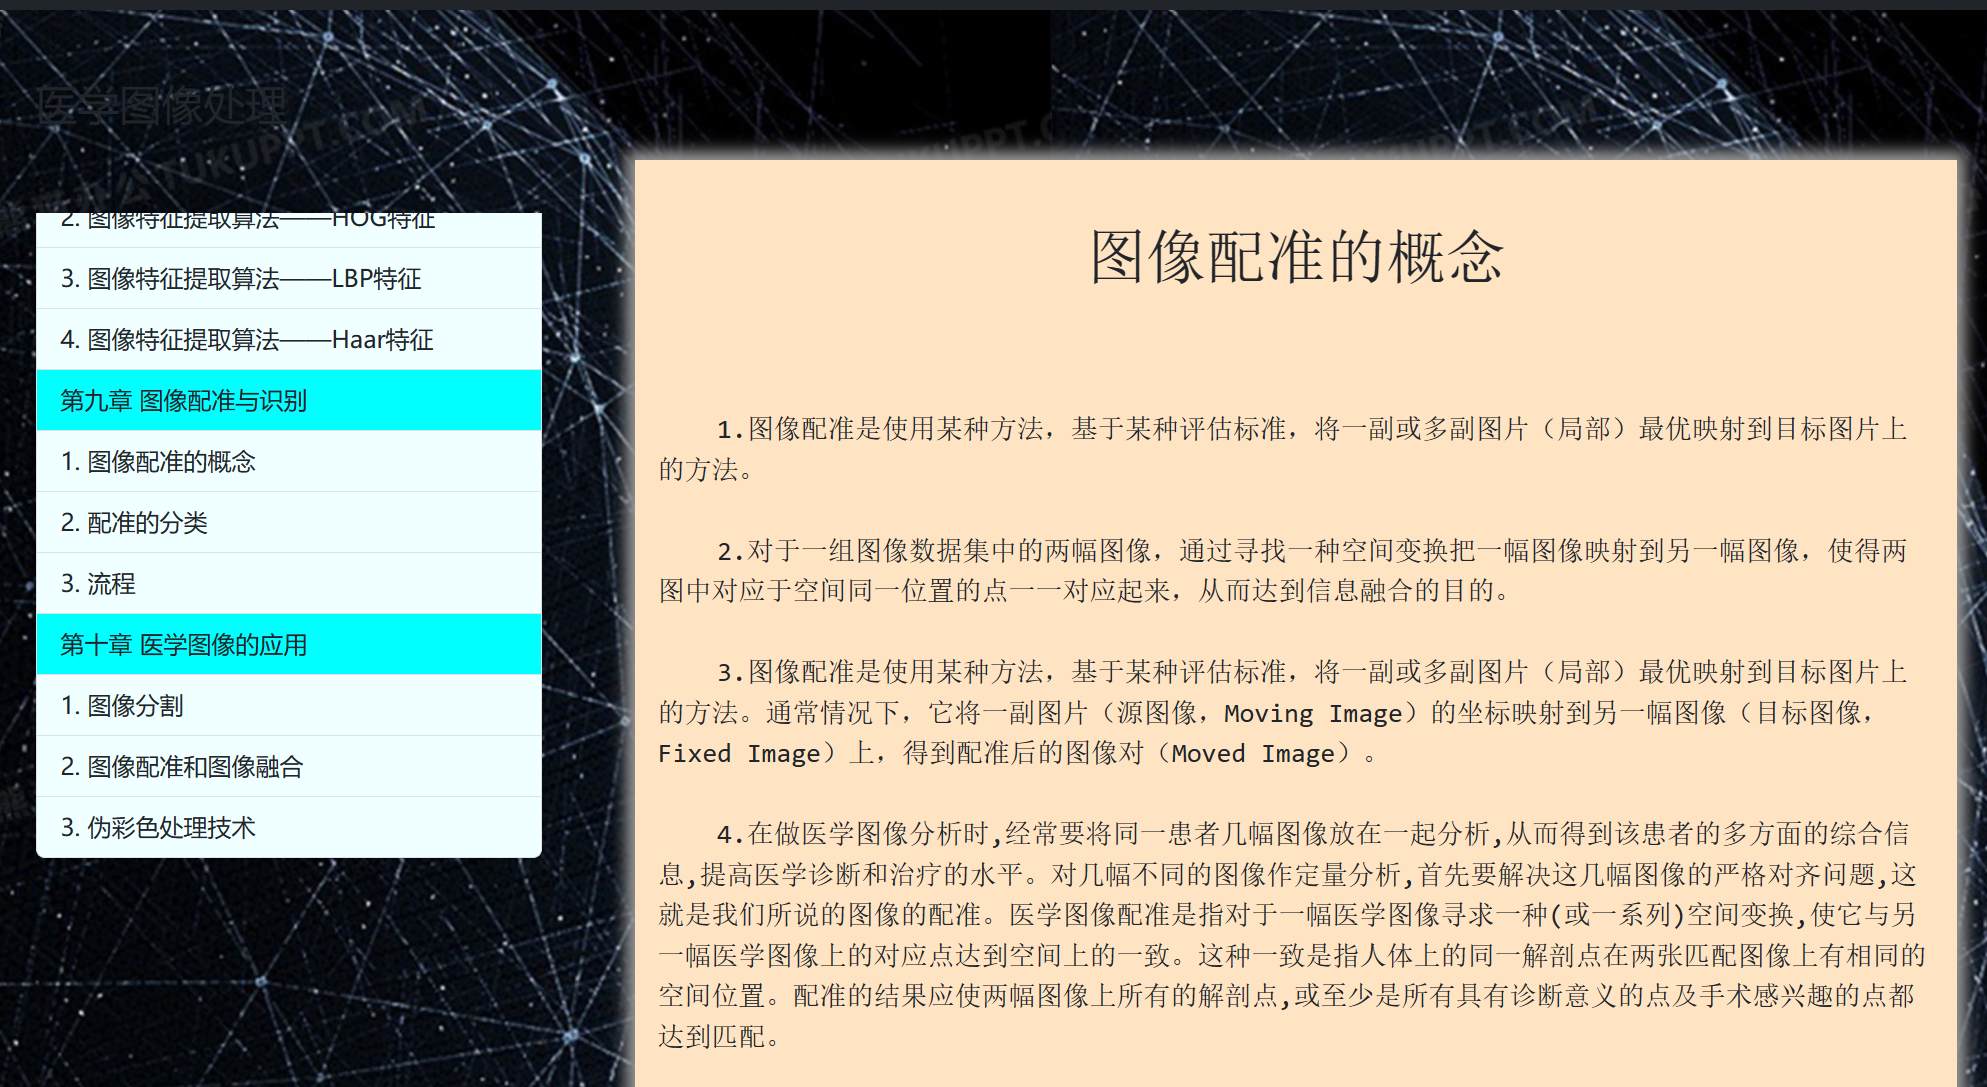 医学图像处理
2. 图像特征提取算法——HOG特征
3. 图像特征提取算法——LBP特征
4. 图像特征提取算法——Haar特征
第九章 图像配准与识别
1. 图像配准的概念
2. 配准的分类
3. 流程
第十章 医学图像的应用
1. 图像分割
2. 图像配准和图像融合
3. 伪彩色处理技术
图像配准的概念
1.图像配准是使用某种方法，基于某种评估标准，将一副或多副图片（局部）最优映射到目标图片上
的方法。
2.对于一组图像数据集中的两幅图像，通过寻找一种空间变换把一幅图像映射到另一幅图像，使得两
图中对应于空间同一位置的点一一对应起来，从而达到信息融合的目的。
3.图像配准是使用某种方法，基于某种评估标准，将一副或多副图片（局部）最优映射到目标图片上
的方法。通常情况下，它将一副图片（源图像，Moving Image）的坐标映射到另一幅图像（目标图像，
Fixed Image）上，得到配准后的图像对（Moved Image）。
4.在做医学图像分析时,经常要将同一患者几幅图像放在一起分析,从而得到该患者的多方面的综合信
息,提高医学诊断和治疗的水平。对几幅不同的图像作定量分析,首先要解决这几幅图像的严格对齐问题,这
就是我们所说的图像的配准。医学图像配准是指对于一幅医学图像寻求一种(或一系列)空间变换,使它与另
一幅医学图像上的对应点达到空间上的一致。这种一致是指人体上的同一解剖点在两张匹配图像上有相同的
空间位置。配准的结果应使两幅图像上所有的解剖点,或至少是所有具有诊断意义的点及手术感兴趣的点都
达到匹配。